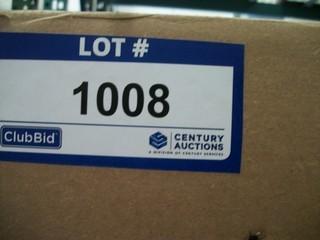 LOT #
1008
ClubBid
CENTURY
AUCTIONS
A DIVISION OF CENTURY SERVICES